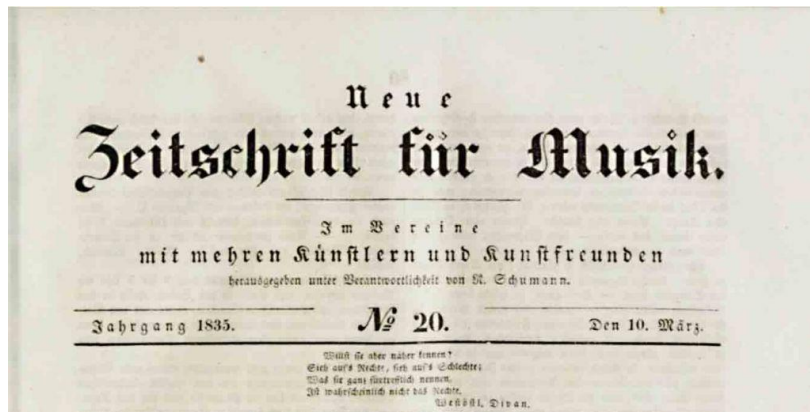 Neue
Zeitschrift für Musik.
Im Vereine
mit mehren Künstlern und Kunstfreunden
herausgegeben unter Verantwortlichkeit von R. Schumann.
Jahrgang 1835. № 20. Den 10. März.
Willst sie aber näher kennen?
Sieh auf's Rechte, sieh auf's Schlechte;
Was sie ganz fürtrefflich nennen,
Ist wahrscheinlich nicht das Rechte.
Westöstl. Divan.